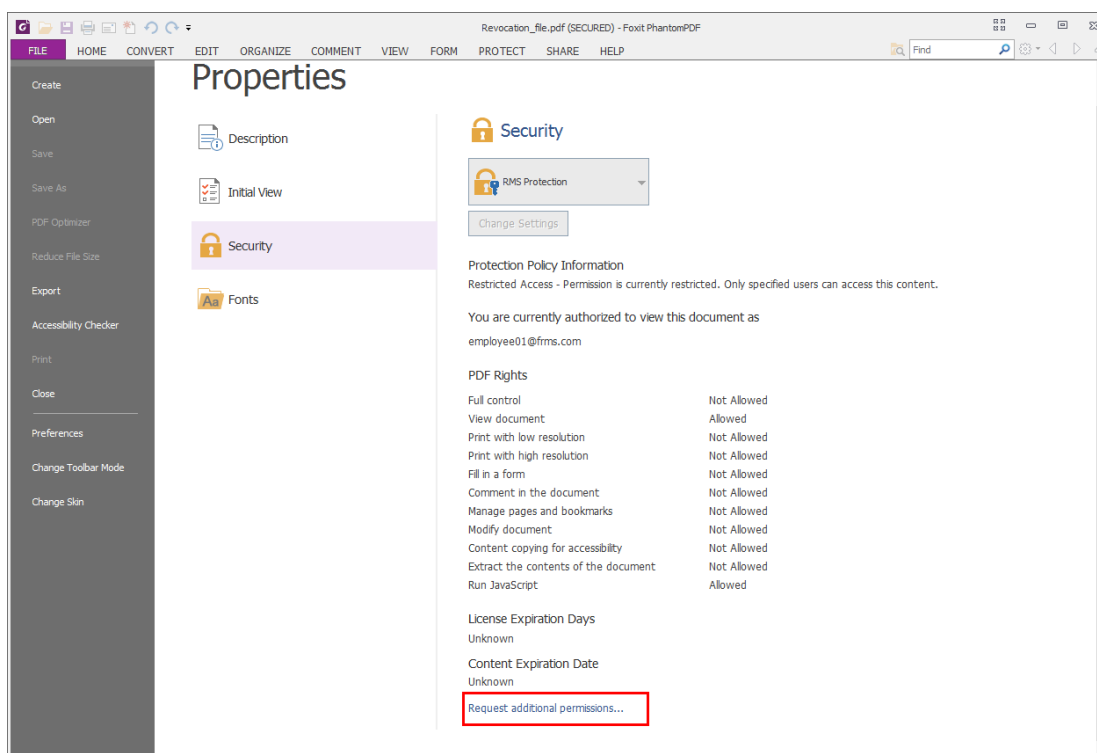 Revocation_file.pdf (SECURED) - Foxit PhantomPDF
FILE HOME CONVERT EDIT ORGANIZE COMMENT VIEW FORM PROTECT SHARE HELP Find
Create
Open
Save
Save As
PDF Optimizer
Reduce File Size
Export
Accessibility Checker
Print
Close
Preferences
Change Toolbar Mode
Change Skin
Properties
Description
Initial View
Security
Aa Fonts
Security
RMS Protection
Change Settings
Protection Policy Information
Restricted Access - Permission is currently restricted. Only specified users can access this content.
You are currently authorized to view this document as
employee01@frms.com
PDF Rights
Full control Not Allowed
View document Allowed
Print with low resolution Not Allowed
Print with high resolution Not Allowed
Fill in a form Not Allowed
Comment in the document Not Allowed
Manage pages and bookmarks Not Allowed
Modify document Not Allowed
Content copying for accessibility Not Allowed
Extract the contents of the document Not Allowed
Run JavaScript Allowed
License Expiration Days
Unknown
Content Expiration Date
Unknown
Request additional permissions...